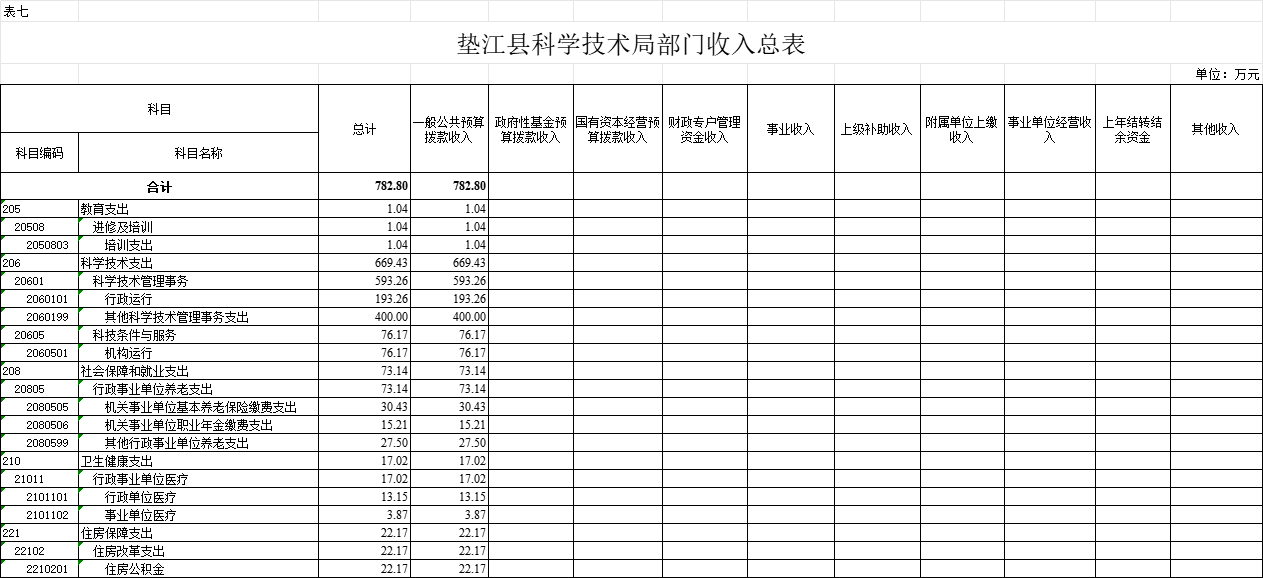 表七
垫江县科学技术局部门收入总表
单位：万元
科目 总计 一般公共预算拨款收入 政府性基金预算拨款收入 国有资本经营预算拨款收入 财政专户管理资金收入 事业收入 上级补助收入 附属单位上缴收入 事业单位经营收入 上年结转结余资金 其他收入
科目编码 科目名称
合计 782.80 782.80
205 教育支出 1.04 1.04
20508 进修及培训 1.04 1.04
2050803 培训支出 1.04 1.04
206 科学技术支出 669.43 669.43
20601 科学技术管理事务 593.26 593.26
2060101 行政运行 193.26 193.26
2060199 其他科学技术管理事务支出 400.00 400.00
20605 科技条件与服务 76.17 76.17
2060501 机构运行 76.17 76.17
208 社会保障和就业支出 73.14 73.14
20805 行政事业单位养老支出 73.14 73.14
2080505 机关事业单位基本养老保险缴费支出 30.43 30.43
2080506 机关事业单位职业年金缴费支出 15.21 15.21
2080599 其他行政事业单位养老支出 27.50 27.50
210 卫生健康支出 17.02 17.02
21011 行政事业单位医疗 17.02 17.02
2101101 行政单位医疗 13.15 13.15
2101102 事业单位医疗 3.87 3.87
221 住房保障支出 22.17 22.17
22102 住房改革支出 22.17 22.17
2210201 住房公积金 22.17 22.17